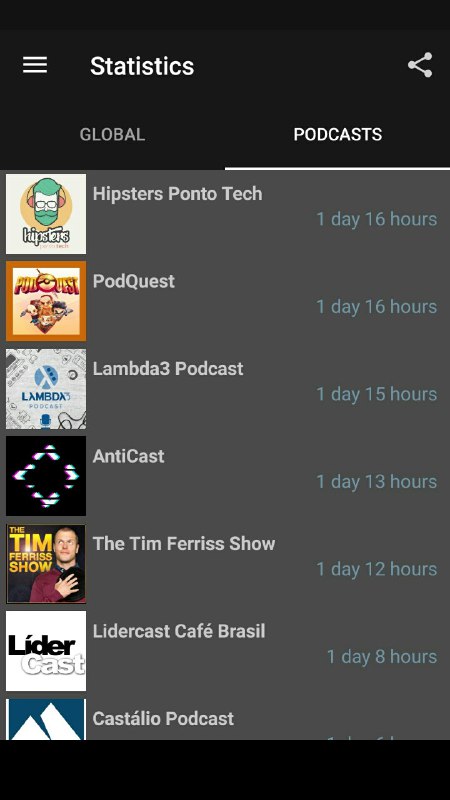 Statistics
GLOBAL
PODCASTS
Hipsters Ponto Tech
1 day 16 hours
hipsters
ponto tech
PodQuest
1 day 16 hours
PODQUEST
Lambda3 Podcast
1 day 15 hours
LAMBDA3
PODCAST
AntiCast
1 day 13 hours
The Tim Ferriss Show
1 day 12 hours
THE
TIM
FERRISS
SHOW
Lidercast Café Brasil
1 day 8 hours
Líder
Cast
Castálio Podcast